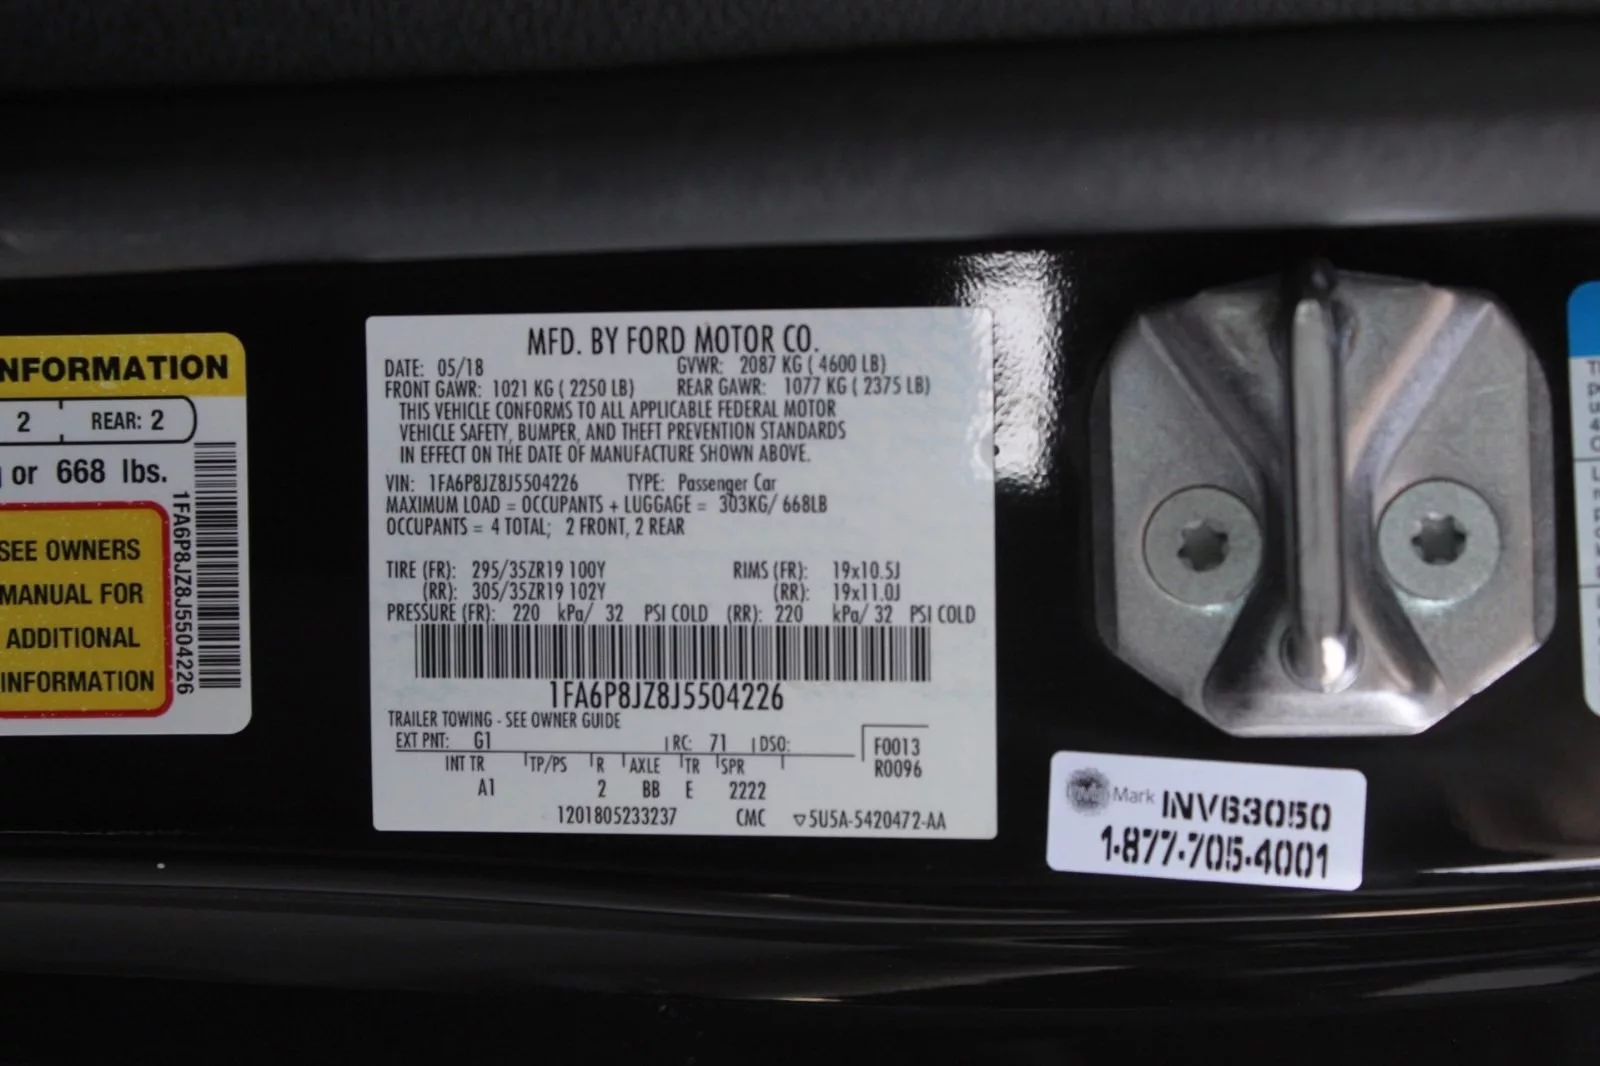 NFORMATION
2 REAR: 2
or 668 lbs.
SEE OWNERS
MANUAL FOR
ADDITIONAL
INFORMATION
1FA6P8JZ8J5504226
MFD. BY FORD MOTOR CO.
DATE: 05/18 GVWR: 2087 KG ( 4600 LB)
FRONT GAWR: 1021 KG ( 2250 LB) REAR GAWR: 1077 KG ( 2375 LB)
THIS VEHICLE CONFORMS TO ALL APPLICABLE FEDERAL MOTOR
VEHICLE SAFETY, BUMPER, AND THEFT PREVENTION STANDARDS
IN EFFECT ON THE DATE OF MANUFACTURE SHOWN ABOVE.
VIN: 1FA6P8JZ8J5504226 TYPE: Passenger Car
MAXIMUM LOAD = OCCUPANTS + LUGGAGE = 303KG/ 668LB
OCCUPANTS = 4 TOTAL; 2 FRONT, 2 REAR
TIRE (FR): 295/35ZR19 100Y RIMS (FR): 19x10.5J
(RR): 305/35ZR19 102Y (RR): 19x11.0J
PRESSURE (FR): 220 kPa/ 32 PSI COLD (RR): 220 kPa/ 32 PSI COLD
1FA6P8JZ8J5504226
TRAILER TOWING - SEE OWNER GUIDE
EXT PNT: G1 RC: 71 DSO: F0013
INT TR TP/PS R AXLE TR SPR R0096
A1 2 BB E 2222
1201805233237 CMC ▽5U5A-5420472-AA
Mark INV63050
1-877-705-4001